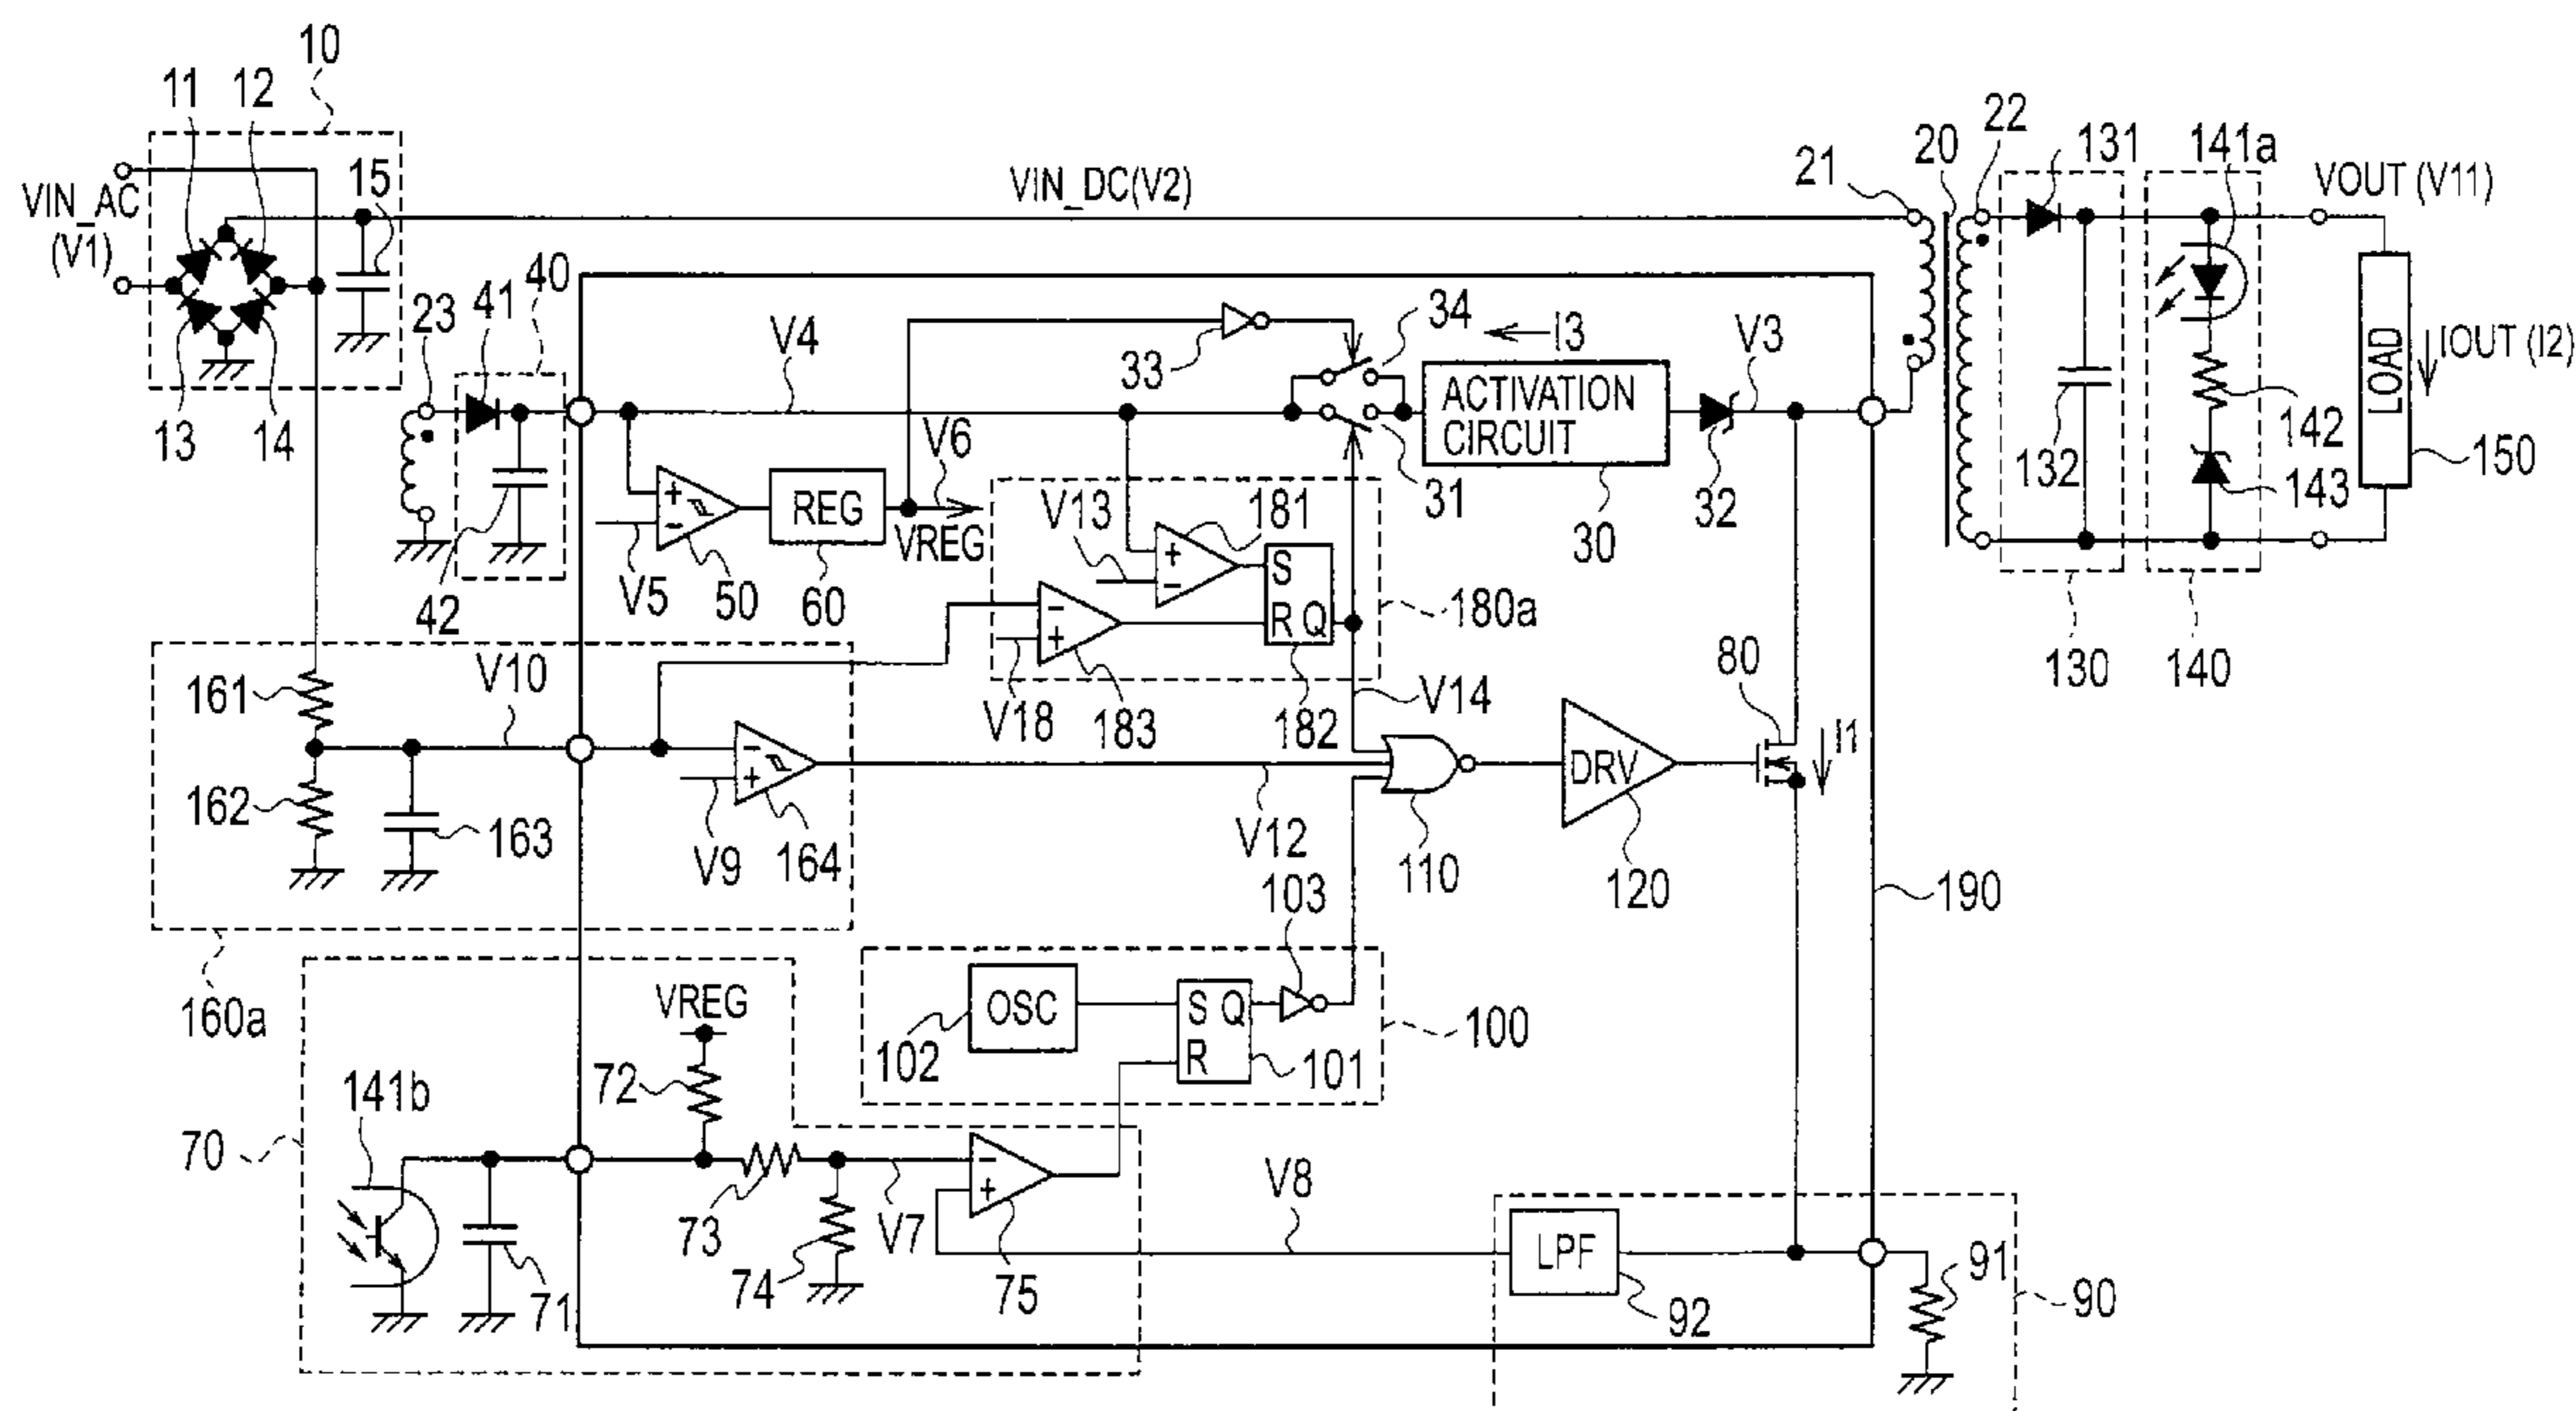 10
11 12
15
VIN_AC
(V1)
13 14
VIN_DC(V2)
21 20 22 131 141a
VOUT (V11)
23 41 40
V4
33
34
I3
V3
ACTIVATION
CIRCUIT
LOAD
IOUT (I2)
142
132
143
150
V6
REG
VREG
V13
181
31
30
32
42
V5
50
60
S
R Q
180a
130
140
161
V10
V18
183
182
V14
80
I1
162
163
V9
164
V12
110
DRV
120
190
160a
103
VREG
OSC
S Q
R
102
101
100
72
141b
70
73
74
V7
75
V8
LPF
92
91
90
71